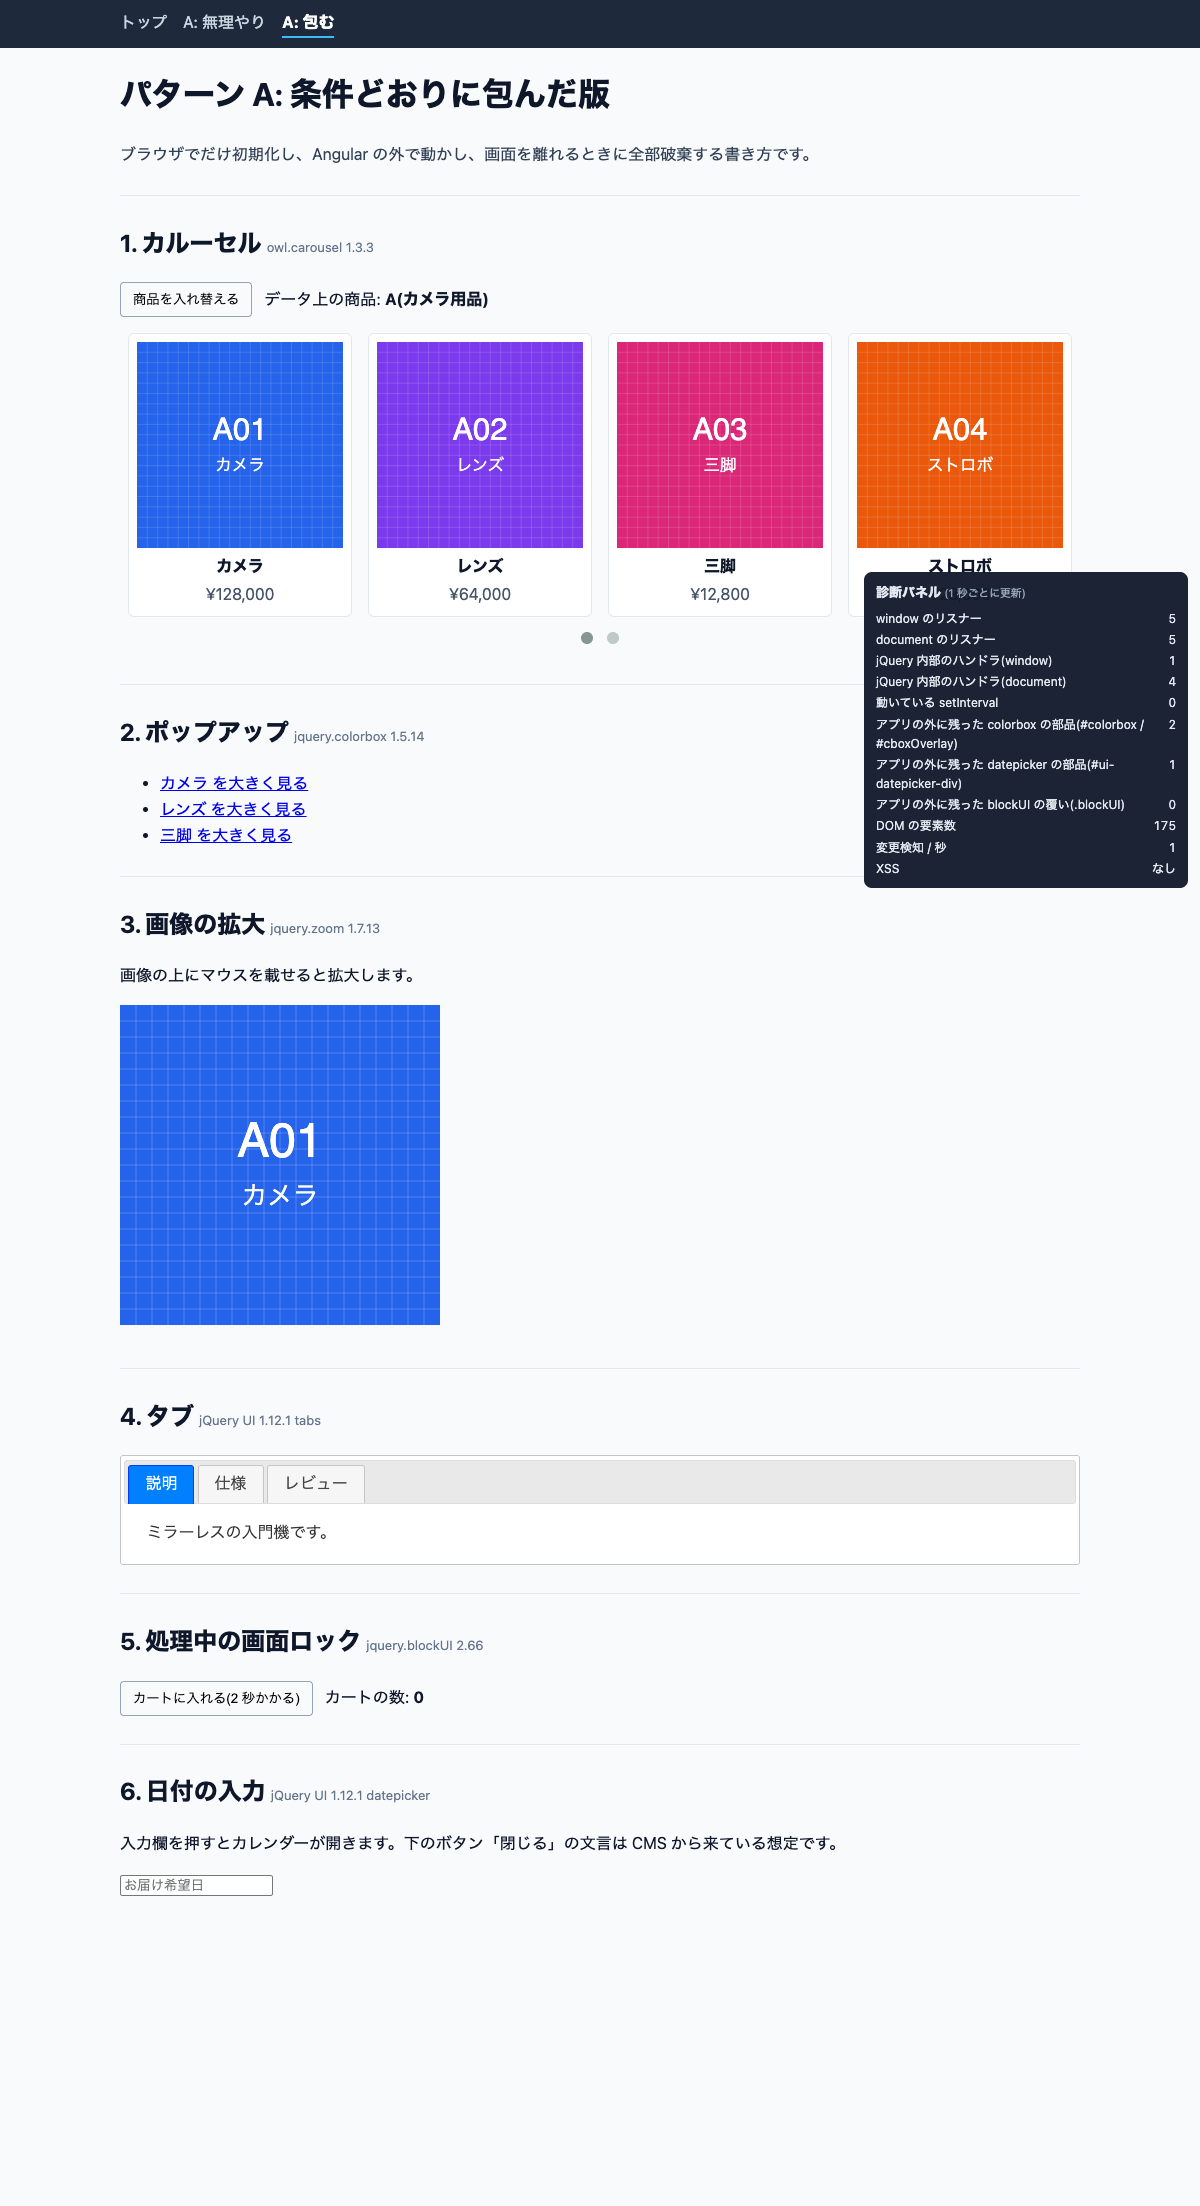 トップ A: 無理やり A: 包む
パターン A: 条件どおりに包んだ版
ブラウザでだけ初期化し、Angular の外で動かし、画面を離れるときに全部破棄する書き方です。
1. カルーセル owl.carousel 1.3.3
商品を入れ替える データ上の商品: A(カメラ用品)
A01
カメラ
カメラ
¥128,000
A02
レンズ
レンズ
¥64,000
A03
三脚
三脚
¥12,800
A04
ストロボ
ストロボ
診断パネル (1 秒ごとに更新)
window のリスナー 5
document のリスナー 5
jQuery 内部のハンドラ(window) 1
jQuery 内部のハンドラ(document) 4
動いている setInterval 0
アプリの外に残った colorbox の部品(#colorbox / 2
#cboxOverlay)
アプリの外に残った datepicker の部品(#ui- 1
datepicker-div)
アプリの外に残った blockUI の覆い(.blockUI) 0
DOM の要素数 175
変更検知 / 秒 1
XSS なし
2. ポップアップ jquery.colorbox 1.5.14
カメラ を大きく見る
レンズ を大きく見る
三脚 を大きく見る
3. 画像の拡大 jquery.zoom 1.7.13
画像の上にマウスを載せると拡大します。
A01
カメラ
4. タブ jQuery UI 1.12.1 tabs
説明 仕様 レビュー
ミラーレスの入門機です。
5. 処理中の画面ロック jquery.blockUI 2.66
カートに入れる(2 秒かかる) カートの数: 0
6. 日付の入力 jQuery UI 1.12.1 datepicker
入力欄を押すとカレンダーが開きます。下のボタン「閉じる」の文言は CMS から来ている想定です。
お届け希望日